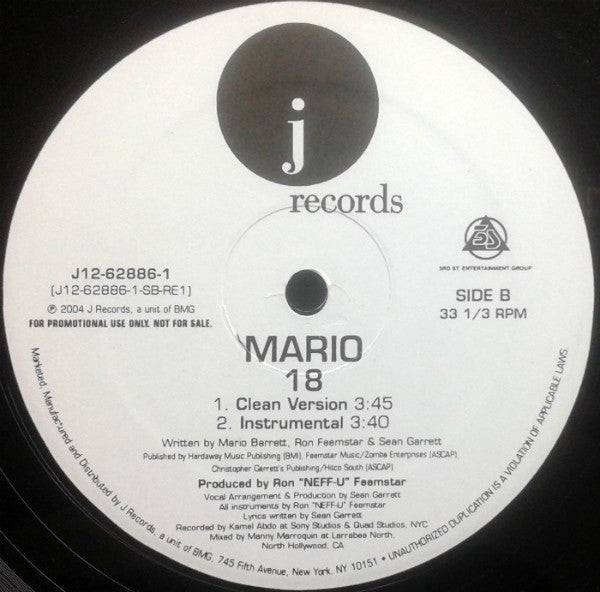 j
records
J12-62886-1
(J12-62886-1-SB-RE1)
℗ 2004 J Records, a unit of BMG
FOR PROMOTIONAL USE ONLY. NOT FOR SALE.
3S
3RD ST. ENTERTAINMENT GROUP
SIDE B
33 1/3 RPM
MARIO
18
1. Clean Version 3:45
2. Instrumental 3:40
Written by Mario Barrett, Ron Feemstar & Sean Garrett
Published by Hardaway Music Publishing (BMI), Feemstar Music/Zomba Enterprises (ASCAP),
Christopher Garrett's Publishing/Hitco South (ASCAP)
Produced by Ron "NEFF-U" Feemstar
Vocal Arrangement & Production by Sean Garrett
All instruments by Ron "NEFF-U" Feemstar
Lyrics written by Sean Garrett
Recorded by Kamel Abdo at Sony Studios & Quad Studios, NYC
Mixed by Manny Marroquin at Larrabee North,
North Hollywood, CA
Marketed, Manufactured and Distributed by J Records, a unit of BMG, 745 Fifth Avenue, New York, NY 10151 • UNAUTHORIZED DUPLICATION IS A VIOLATION OF APPLICABLE LAWS